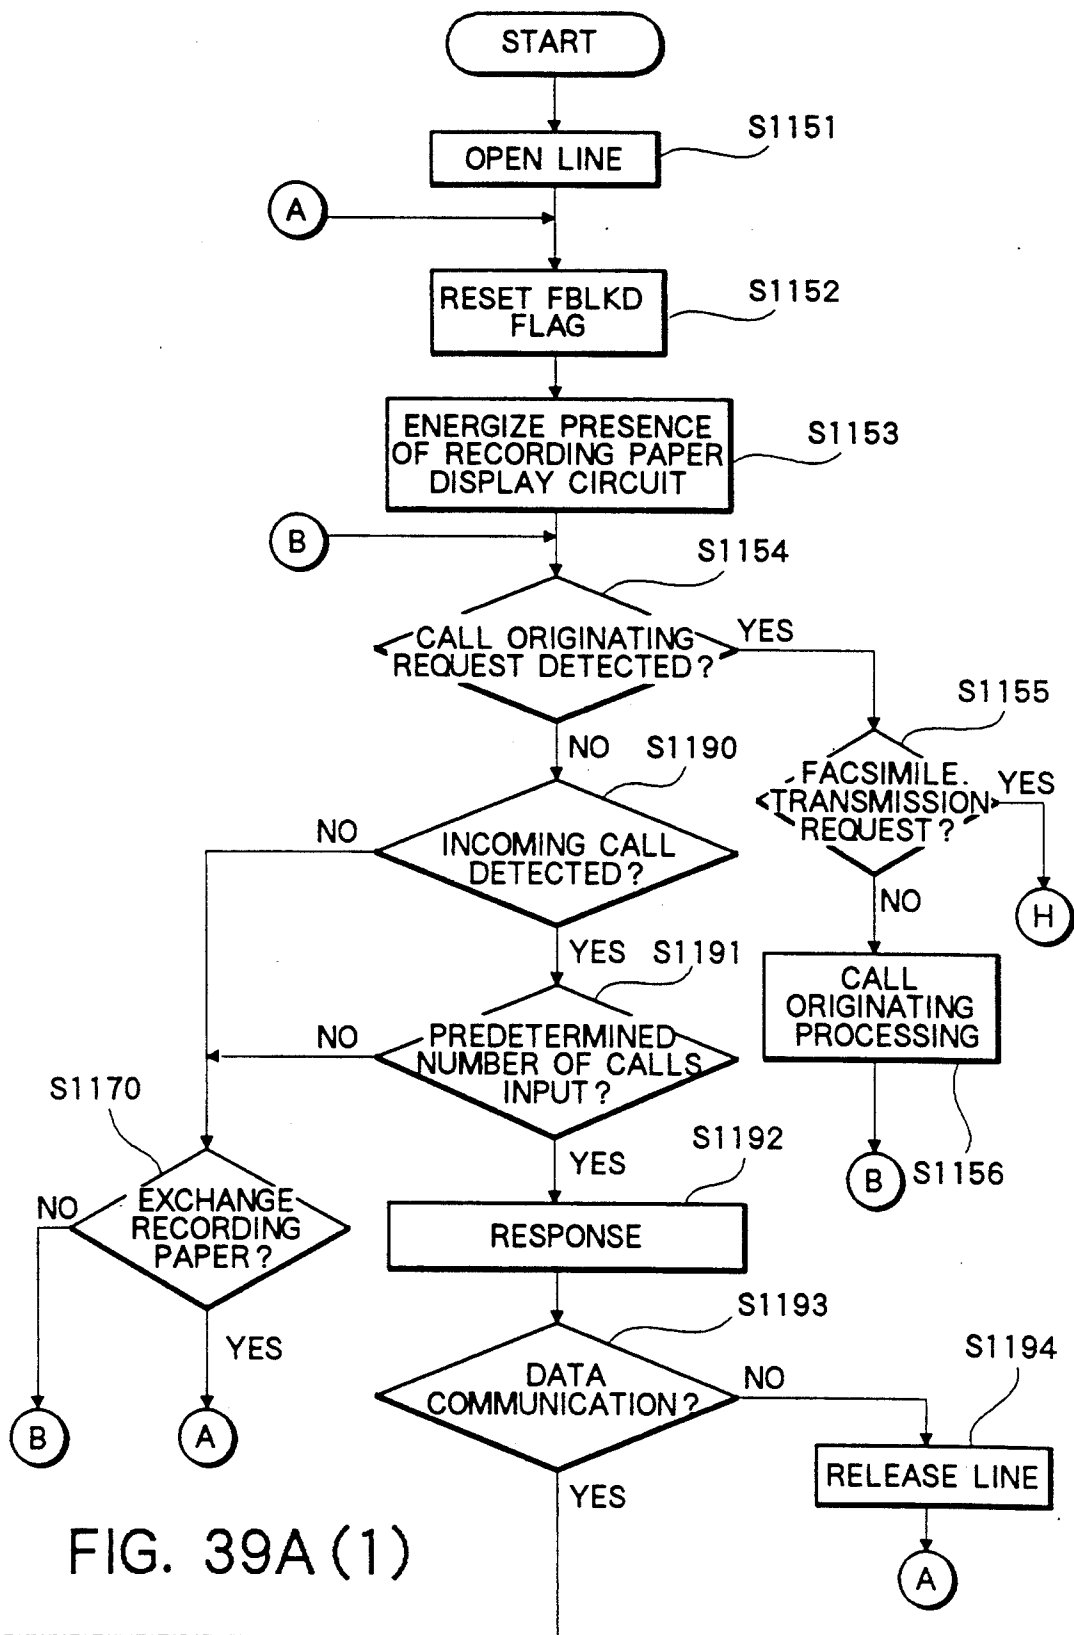 START
S1151
OPEN LINE
A
S1152
RESET FBLKD
FLAG
S1153
ENERGIZE PRESENCE
OF RECORDING PAPER
DISPLAY CIRCUIT
B
S1154
CALL ORIGINATING
REQUEST DETECTED?
YES
S1155
NO
S1190
FACSIMILE.
TRANSMISSION
REQUEST?
YES
NO
INCOMING CALL
DETECTED?
NO
H
YES
S1191
CALL
ORIGINATING
PROCESSING
NO
PREDETERMINED
NUMBER OF CALLS
INPUT?
S1170
S1192
YES
B
S1156
NO
EXCHANGE
RECORDING
PAPER?
RESPONSE
S1193
YES
S1194
DATA
COMMUNICATION?
NO
B
A
RELEASE LINE
YES
FIG. 39A(1)
A